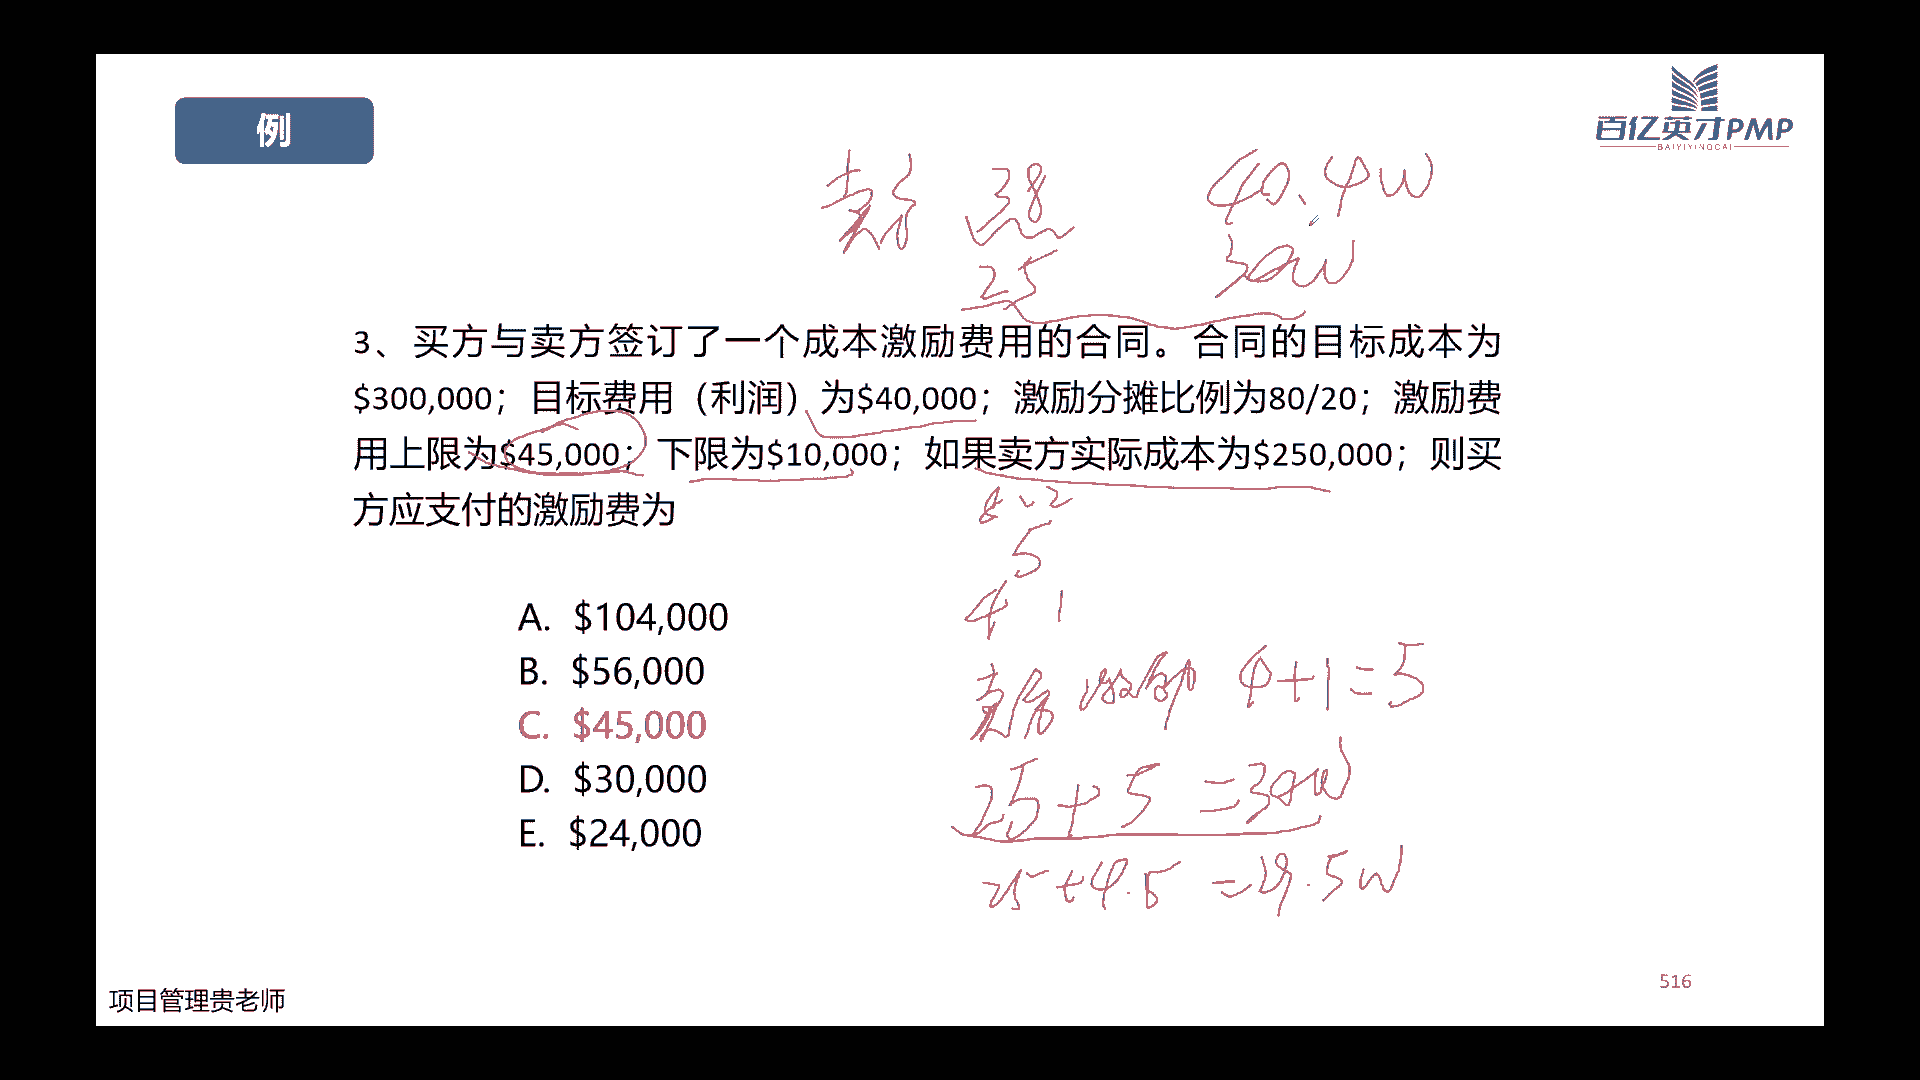 例
百亿英才PMP
BAIYIYINGCAI
卖方 38 40.4W
25 30W
3、买方与卖方签订了一个成本激励费用的合同。合同的目标成本为
$300,000；目标费用（利润）为$40,000；激励分摊比例为80/20；激励费
用上限为$45,000；下限为$10,000；如果卖方实际成本为$250,000；则买
方应支付的激励费为
8、2
5
4 1
A. $104,000
B. $56,000
C. $45,000
D. $30,000
E. $24,000
卖方 激励 4+1=5
25+5=30W
25+4.5=29.5W
516
项目管理贵老师